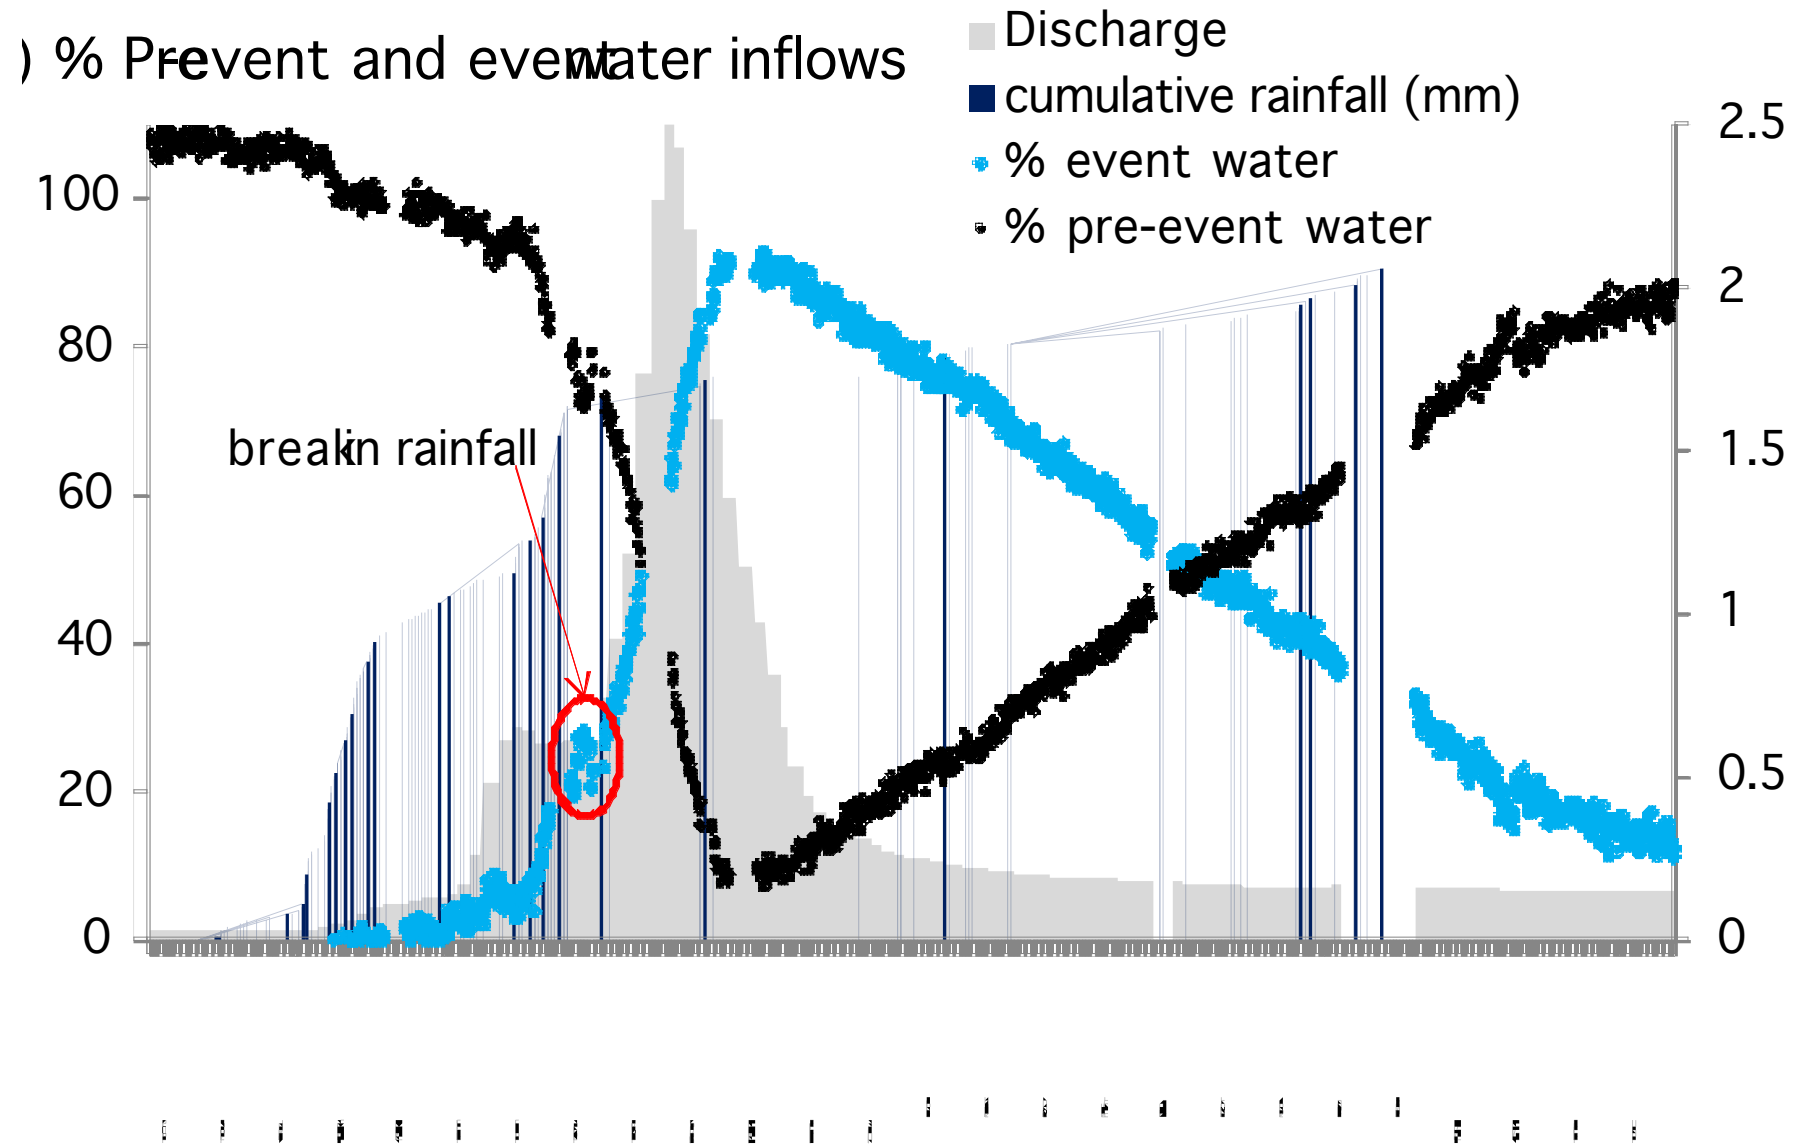 ) % Pre-event and event water inflows
Discharge
cumulative rainfall (mm)
% event water
% pre-event water
2.5
100
2
80
break in rainfall
1.5
60
1
40
0.5
20
0
0